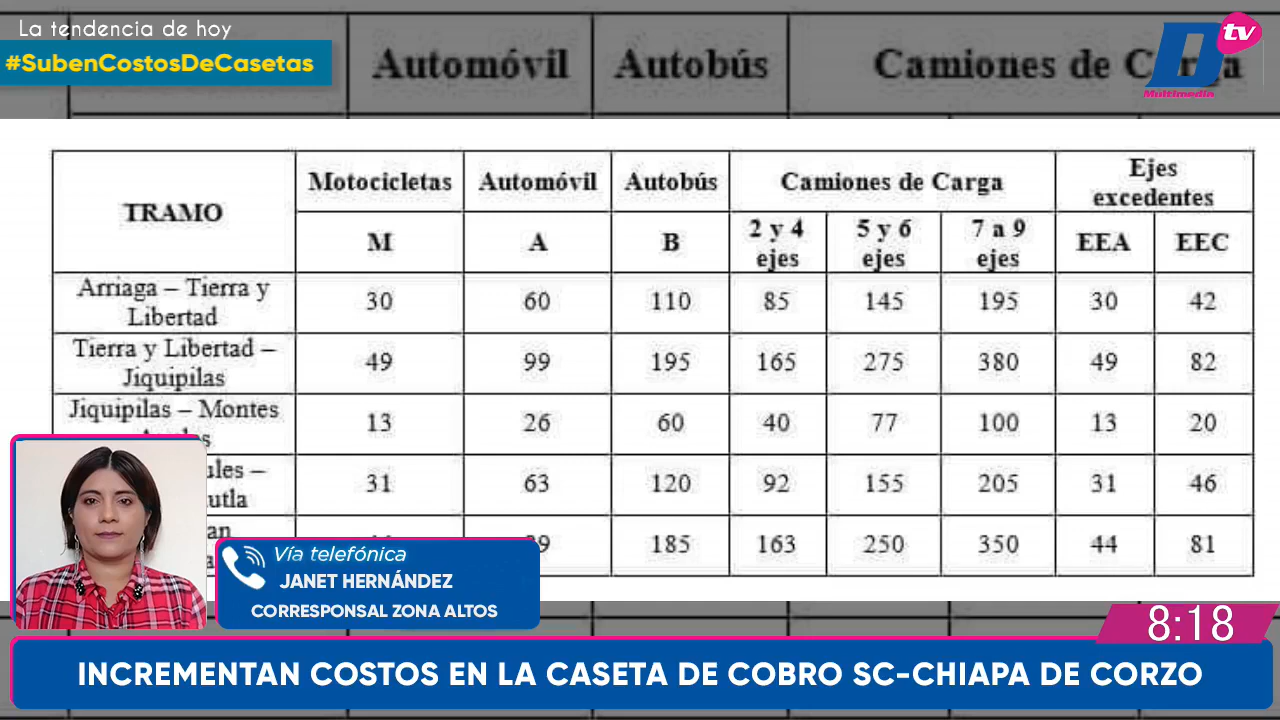 La tendencia de hoy
#SubenCostosDeCasetas
Automóvil Autobús Camiones de Carga
D tv
Multimedia
TRAMO Motocicletas Automóvil Autobús Camiones de Carga Ejes excedentes
M A B 2 y 4 ejes 5 y 6 ejes 7 a 9 ejes EEA EEC
Arriaga – Tierra y Libertad 30 60 110 85 145 195 30 42
Tierra y Libertad – Jiquipilas 49 99 195 165 275 380 49 82
Jiquipilas – Montes 13 26 60 40 77 100 13 20
31 63 120 92 155 205 31 46
185 163 250 350 44 81
Vía telefónica
JANET HERNÁNDEZ
CORRESPONSAL ZONA ALTOS
8:18
INCREMENTAN COSTOS EN LA CASETA DE COBRO SC-CHIAPA DE CORZO